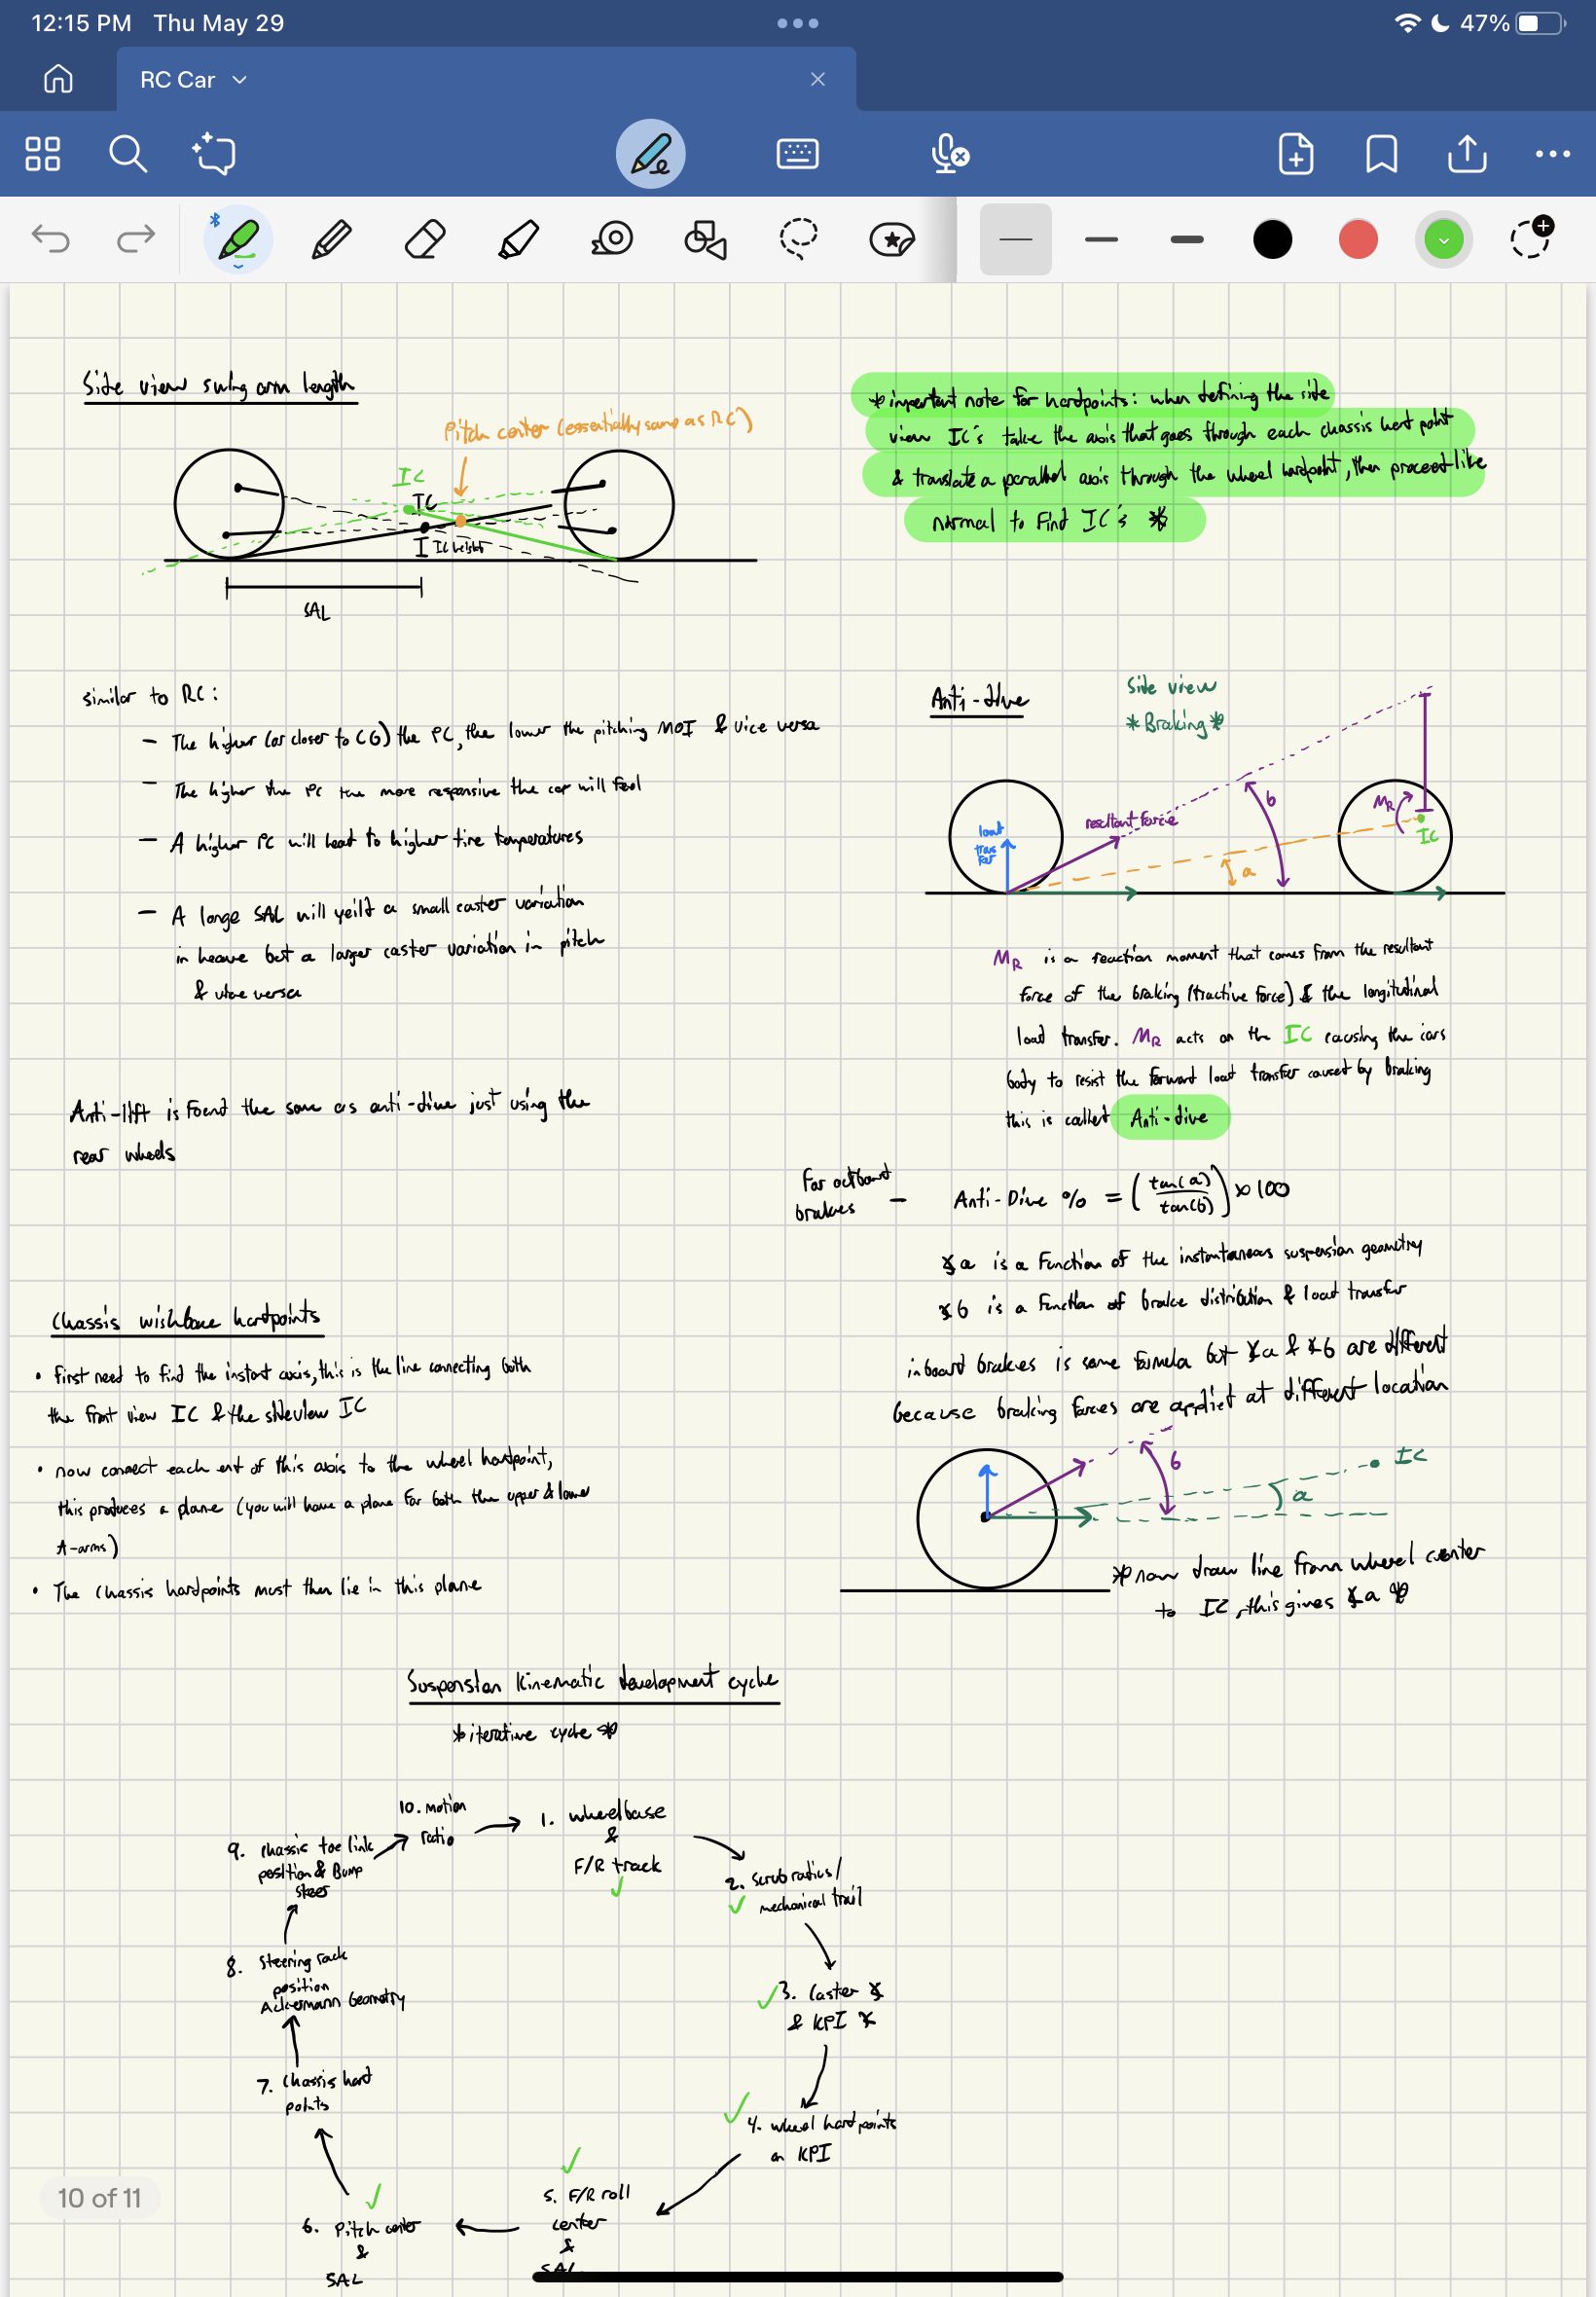 12:15 PM Thu May 29
47%
RC Car
Side view swing arm length
Pitch center (essentially same as RC)
IC
IC
IC height
SAL
*important note for hardpoints: when defining the side
view IC's take the axis that goes through each chassis hard point
& translate a parallel axis through the wheel hardpoint, then proceed like
normal to find IC's *
similar to RC:
- The higher (or closer to CG) the PC, the lower the pitching MOI & vice versa
- The higher the PC the more responsive the car will feel
- A higher PC will lead to higher tire temperatures
- A large SAL will yeild a small caster variation
in heave but a larger caster variation in pitch
& vice versa
Anti-lift is found the same as anti-dive just using the
rear wheels
Anti-dive
Side view
*Braking*
load
trans
fer
resultant force
b
a
MR
IC
MR is a reaction moment that comes from the resultant
force of the braking (tractive force) & the longitudinal
load transfer. MR acts on the IC causing the cars
body to resist the forward load transfer caused by braking
this is called Anti-dive
For outboard
brakes - Anti-Dive % = (tan(a)/tan(b)) x 100
∡a is a function of the instantaneous suspension geometry
∡b is a function of brake distribution & load transfer
inboard brakes is same formula but ∡a & ∡b are different
because braking forces are applied at different location
b
IC
a
*now draw line from wheel center
to IC, this gives ∡a *
Chassis wishbone hardpoints
• first need to find the instant axis, this is the line connecting both
the front view IC & the sideview IC
• now connect each end of this axis to the wheel hardpoint,
this produces a plane (you will have a plane for both the upper & lower
A-arms)
• The chassis hardpoints must then lie in this plane
Suspension kinematic development cycle
*iterative cycle*
1. wheelbase
&
F/R track
✓
2. scrub radius/
✓ mechanical trail
✓ 3. Caster ∡
& KPI ∡
✓ 4. wheel hardpoints
on KPI
✓
5. F/R roll
center
&
SAL
✓
6. Pitch center
&
SAL
7. Chassis hard
points
8. Steering rack
position
Ackermann Geometry
9. Chassis toe link
position & Bump
steer
10. motion
ratio
10 of 11